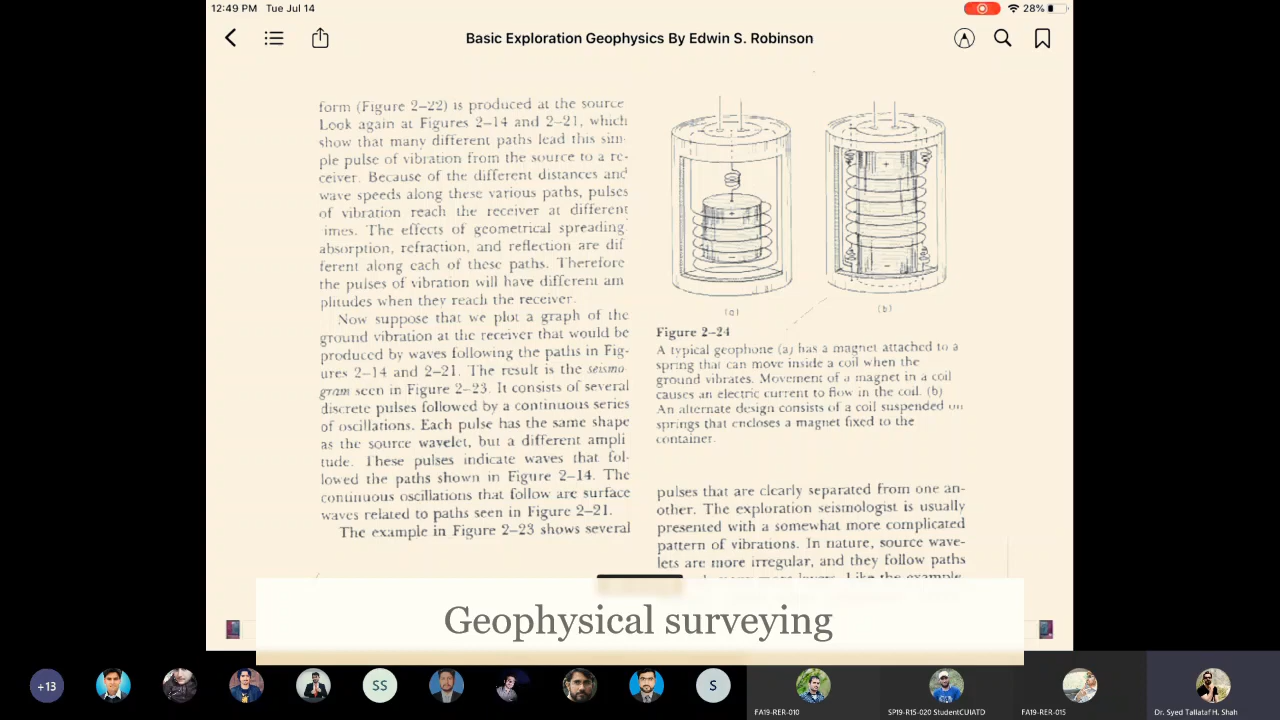 12:49 PM Tue Jul 14
28%
Basic Exploration Geophysics By Edwin S. Robinson
form (Figure 2–22) is produced at the source
Look again at Figures 2–14 and 2–21, which
show that many different paths lead this sim-
ple pulse of vibration from the source to a re-
ceiver. Because of the different distances and
wave speeds along these various paths, pulses
of vibration reach the receiver at different
imes. The effects of geometrical spreading
absorption, refraction, and reflection are dif
ferent along each of these paths. Therefore
the pulses of vibration will have different am
plitudes when they reach the receiver.
Now suppose that we plot a graph of the
ground vibration at the receiver that would be
produced by waves following the paths in Fig-
ures 2–14 and 2–21. The result is the seismo-
gram seen in Figure 2–23. It consists of several
discrete pulses followed by a continuous series
of oscillations. Each pulse has the same shape
as the source wavelet, but a different ampli
tude. These pulses indicate waves that fol-
lowed the paths shown in Figure 2–14. The
continuous oscillations that follow are surface
waves related to paths seen in Figure 2–21.
The example in Figure 2–23 shows several
(a)
(b)
Figure 2–24
A typical geophone (a) has a magnet attached to a
spring that can move inside a coil when the
ground vibrates. Movement of a magnet in a coil
causes an electric current to flow in the coil. (b)
An alternate design consists of a coil suspended on
springs that encloses a magnet fixed to the
container.
pulses that are clearly separated from one an-
other. The exploration seismologist is usually
presented with a somewhat more complicated
pattern of vibrations. In nature, source wave-
lets are more irregular, and they follow paths
Like the example
Geophysical surveying
+13
SS
S
FA19-RER-010
SP19-R15-020 StudentCUIATD
FA19-RER-015
Dr. Syed Tallataf H. Shah